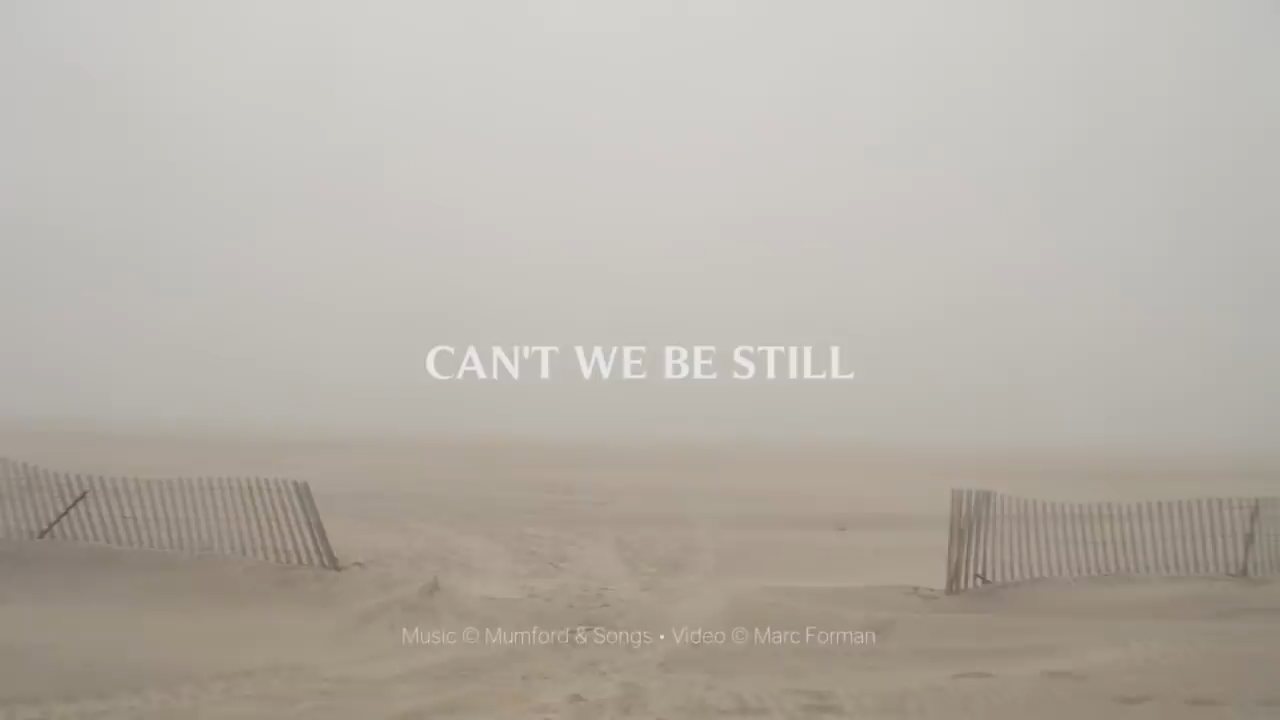 CAN'T WE BE STILL
Music © Mumford & Songs • Video © Marc Forman